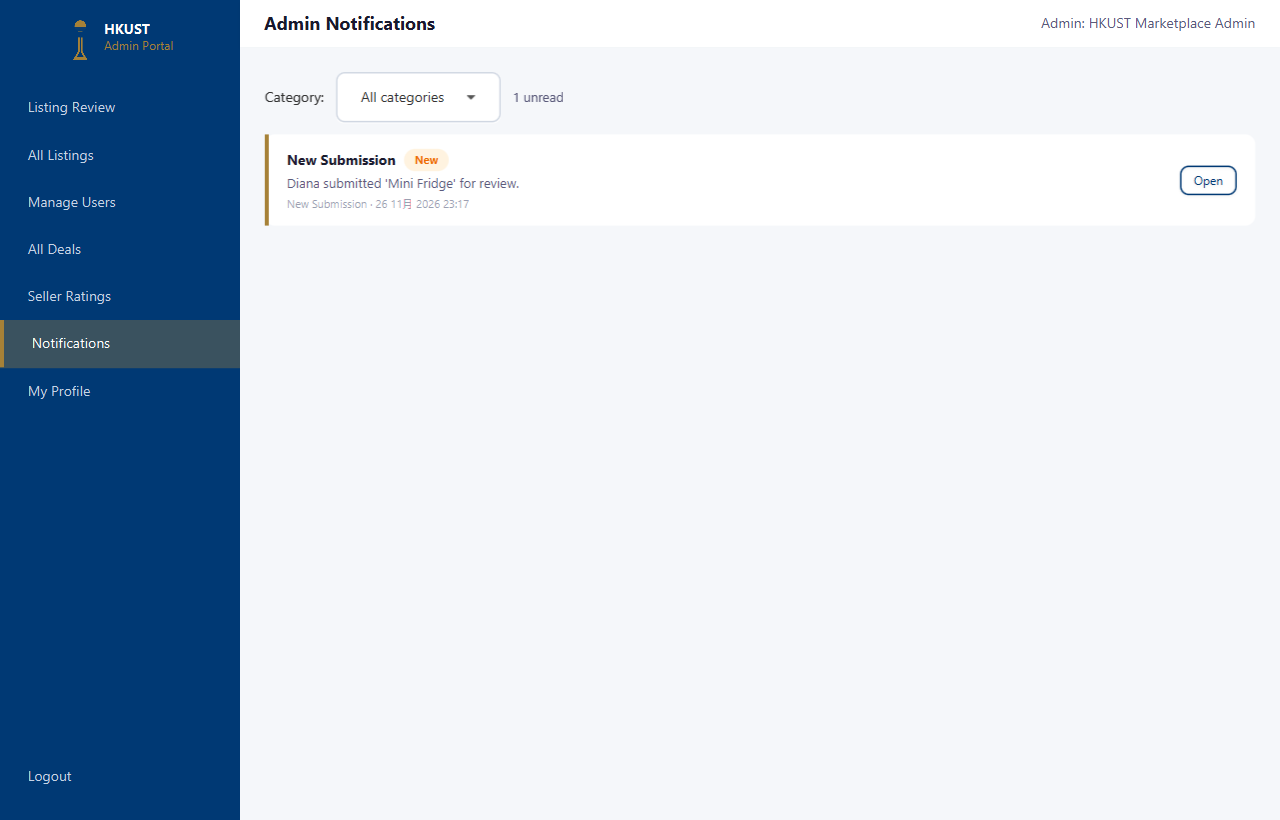 HKUST
Admin Portal
Listing Review
All Listings
Manage Users
All Deals
Seller Ratings
Notifications
My Profile
Logout
Admin Notifications
Admin: HKUST Marketplace Admin
Category:
All categories
1 unread
New Submission
New
Diana submitted 'Mini Fridge' for review.
New Submission · 26 11月 2026 23:17
Open